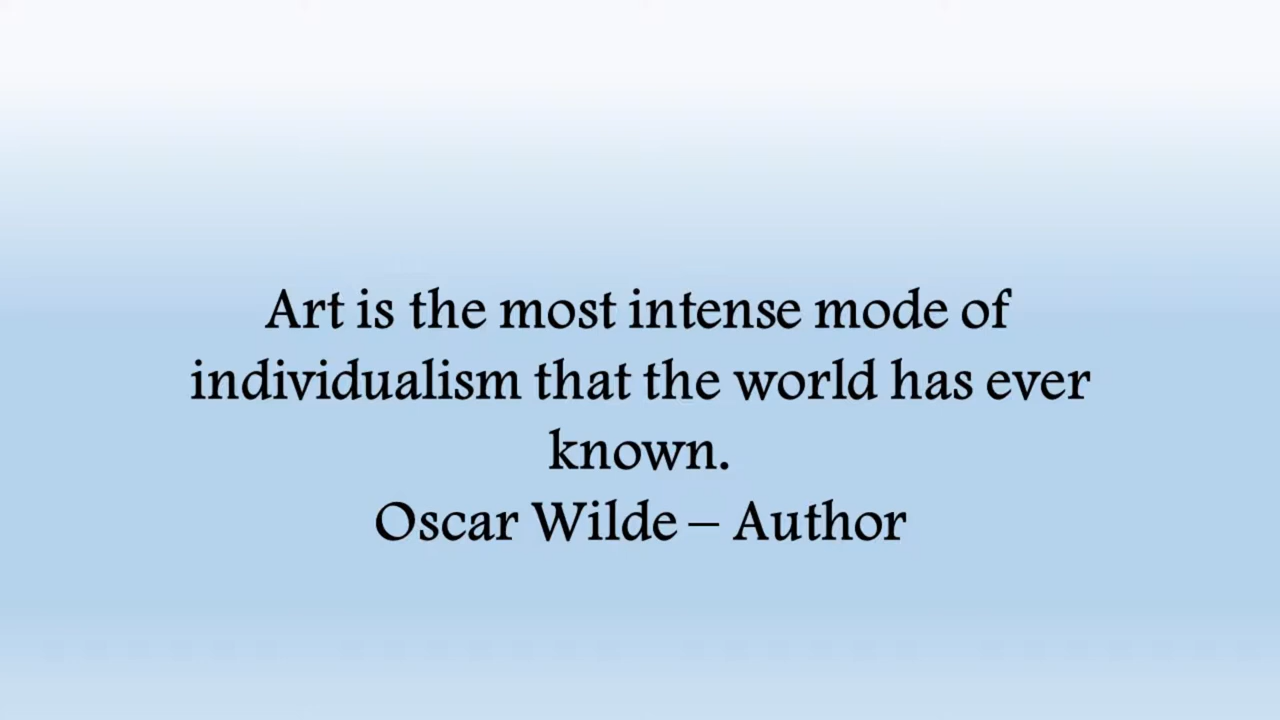 Art is the most intense mode of
individualism that the world has ever
known.
Oscar Wilde – Author